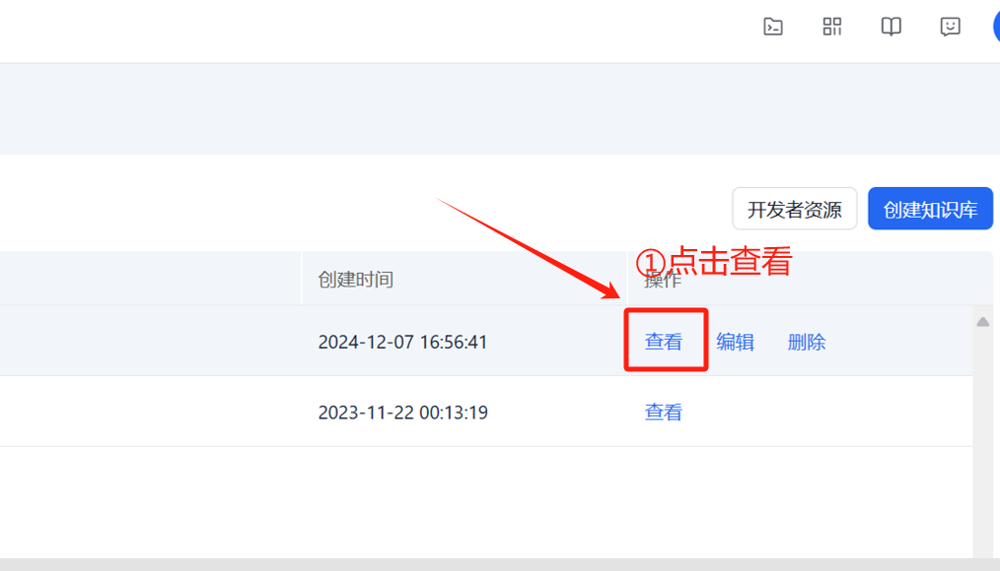 开发者资源
创建知识库
①点击查看
创建时间
操作
2024-12-07 16:56:41
查看
编辑
删除
2023-11-22 00:13:19
查看